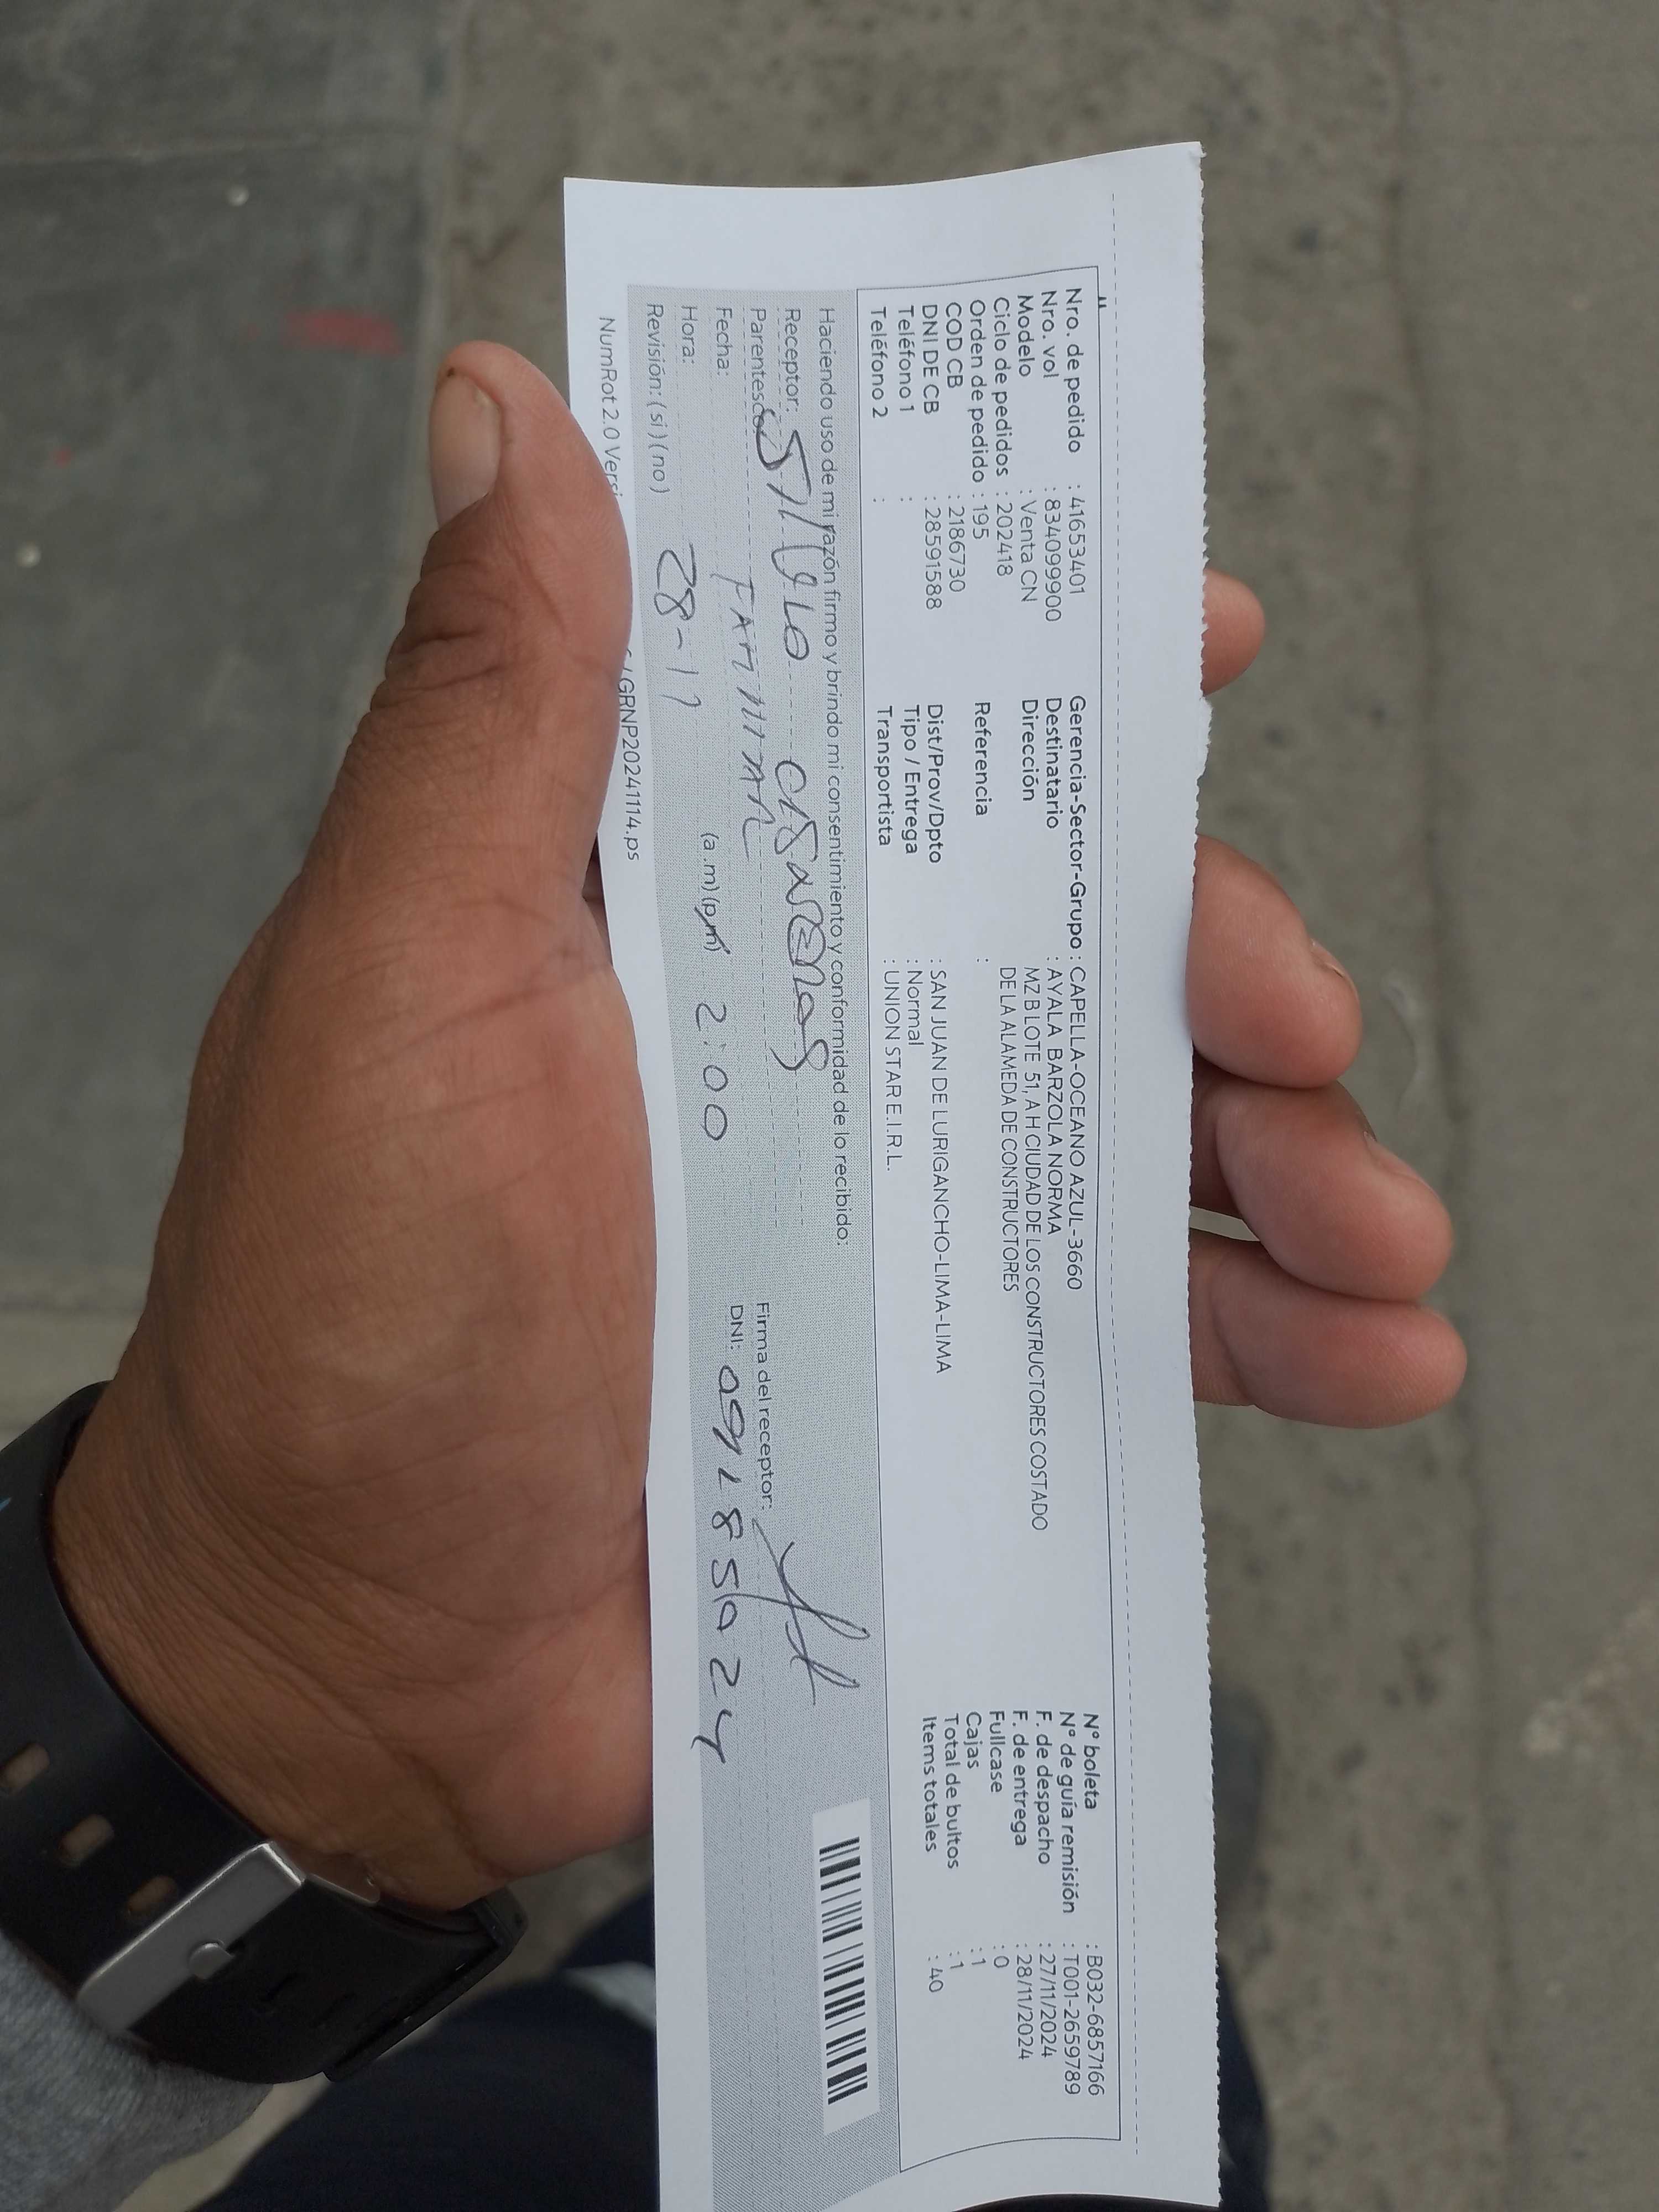 Nro. de pedido : 41653401
Nro. vol : 834099900
Modelo : Venta CN
Ciclo de pedidos : 202418
Orden de pedido : 195
COD CB : 2186730
DNI DE CB : 28591588
Teléfono 1 :
Teléfono 2 :
Gerencia-Sector-Grupo : CAPELLA-OCEANO AZUL-3660
Destinatario : AYALA BARZOLA NORMA
Dirección MZ B LOTE 51, A H CIUDAD DE LOS CONSTRUCTORES COSTADO
DE LA ALAMEDA DE CONSTRUCTORES
Referencia :
Dist/Prov/Dpto : SAN JUAN DE LURIGANCHO-LIMA-LIMA
Tipo / Entrega : Normal
Transportista : UNION STAR E.I.R.L.
N° boleta : B032-6857166
N° de guía remisión : T001-2659789
F. de despacho : 27/11/2024
F. de entrega : 28/11/2024
Fullcase : 0
Cajas : 1
Total de bultos : 1
Items totales : 40
Haciendo uso de mi razón firmo y brindo mi consentimiento y conformidad de lo recibido:
Receptor:
Parentesco:
Fecha: 28-11
Hora: (a.m) (pm) 2:00
Revisión: ( si ) ( no )
Firma del receptor:
DNI:
NumRot 2.0 GRNP20241114.ps